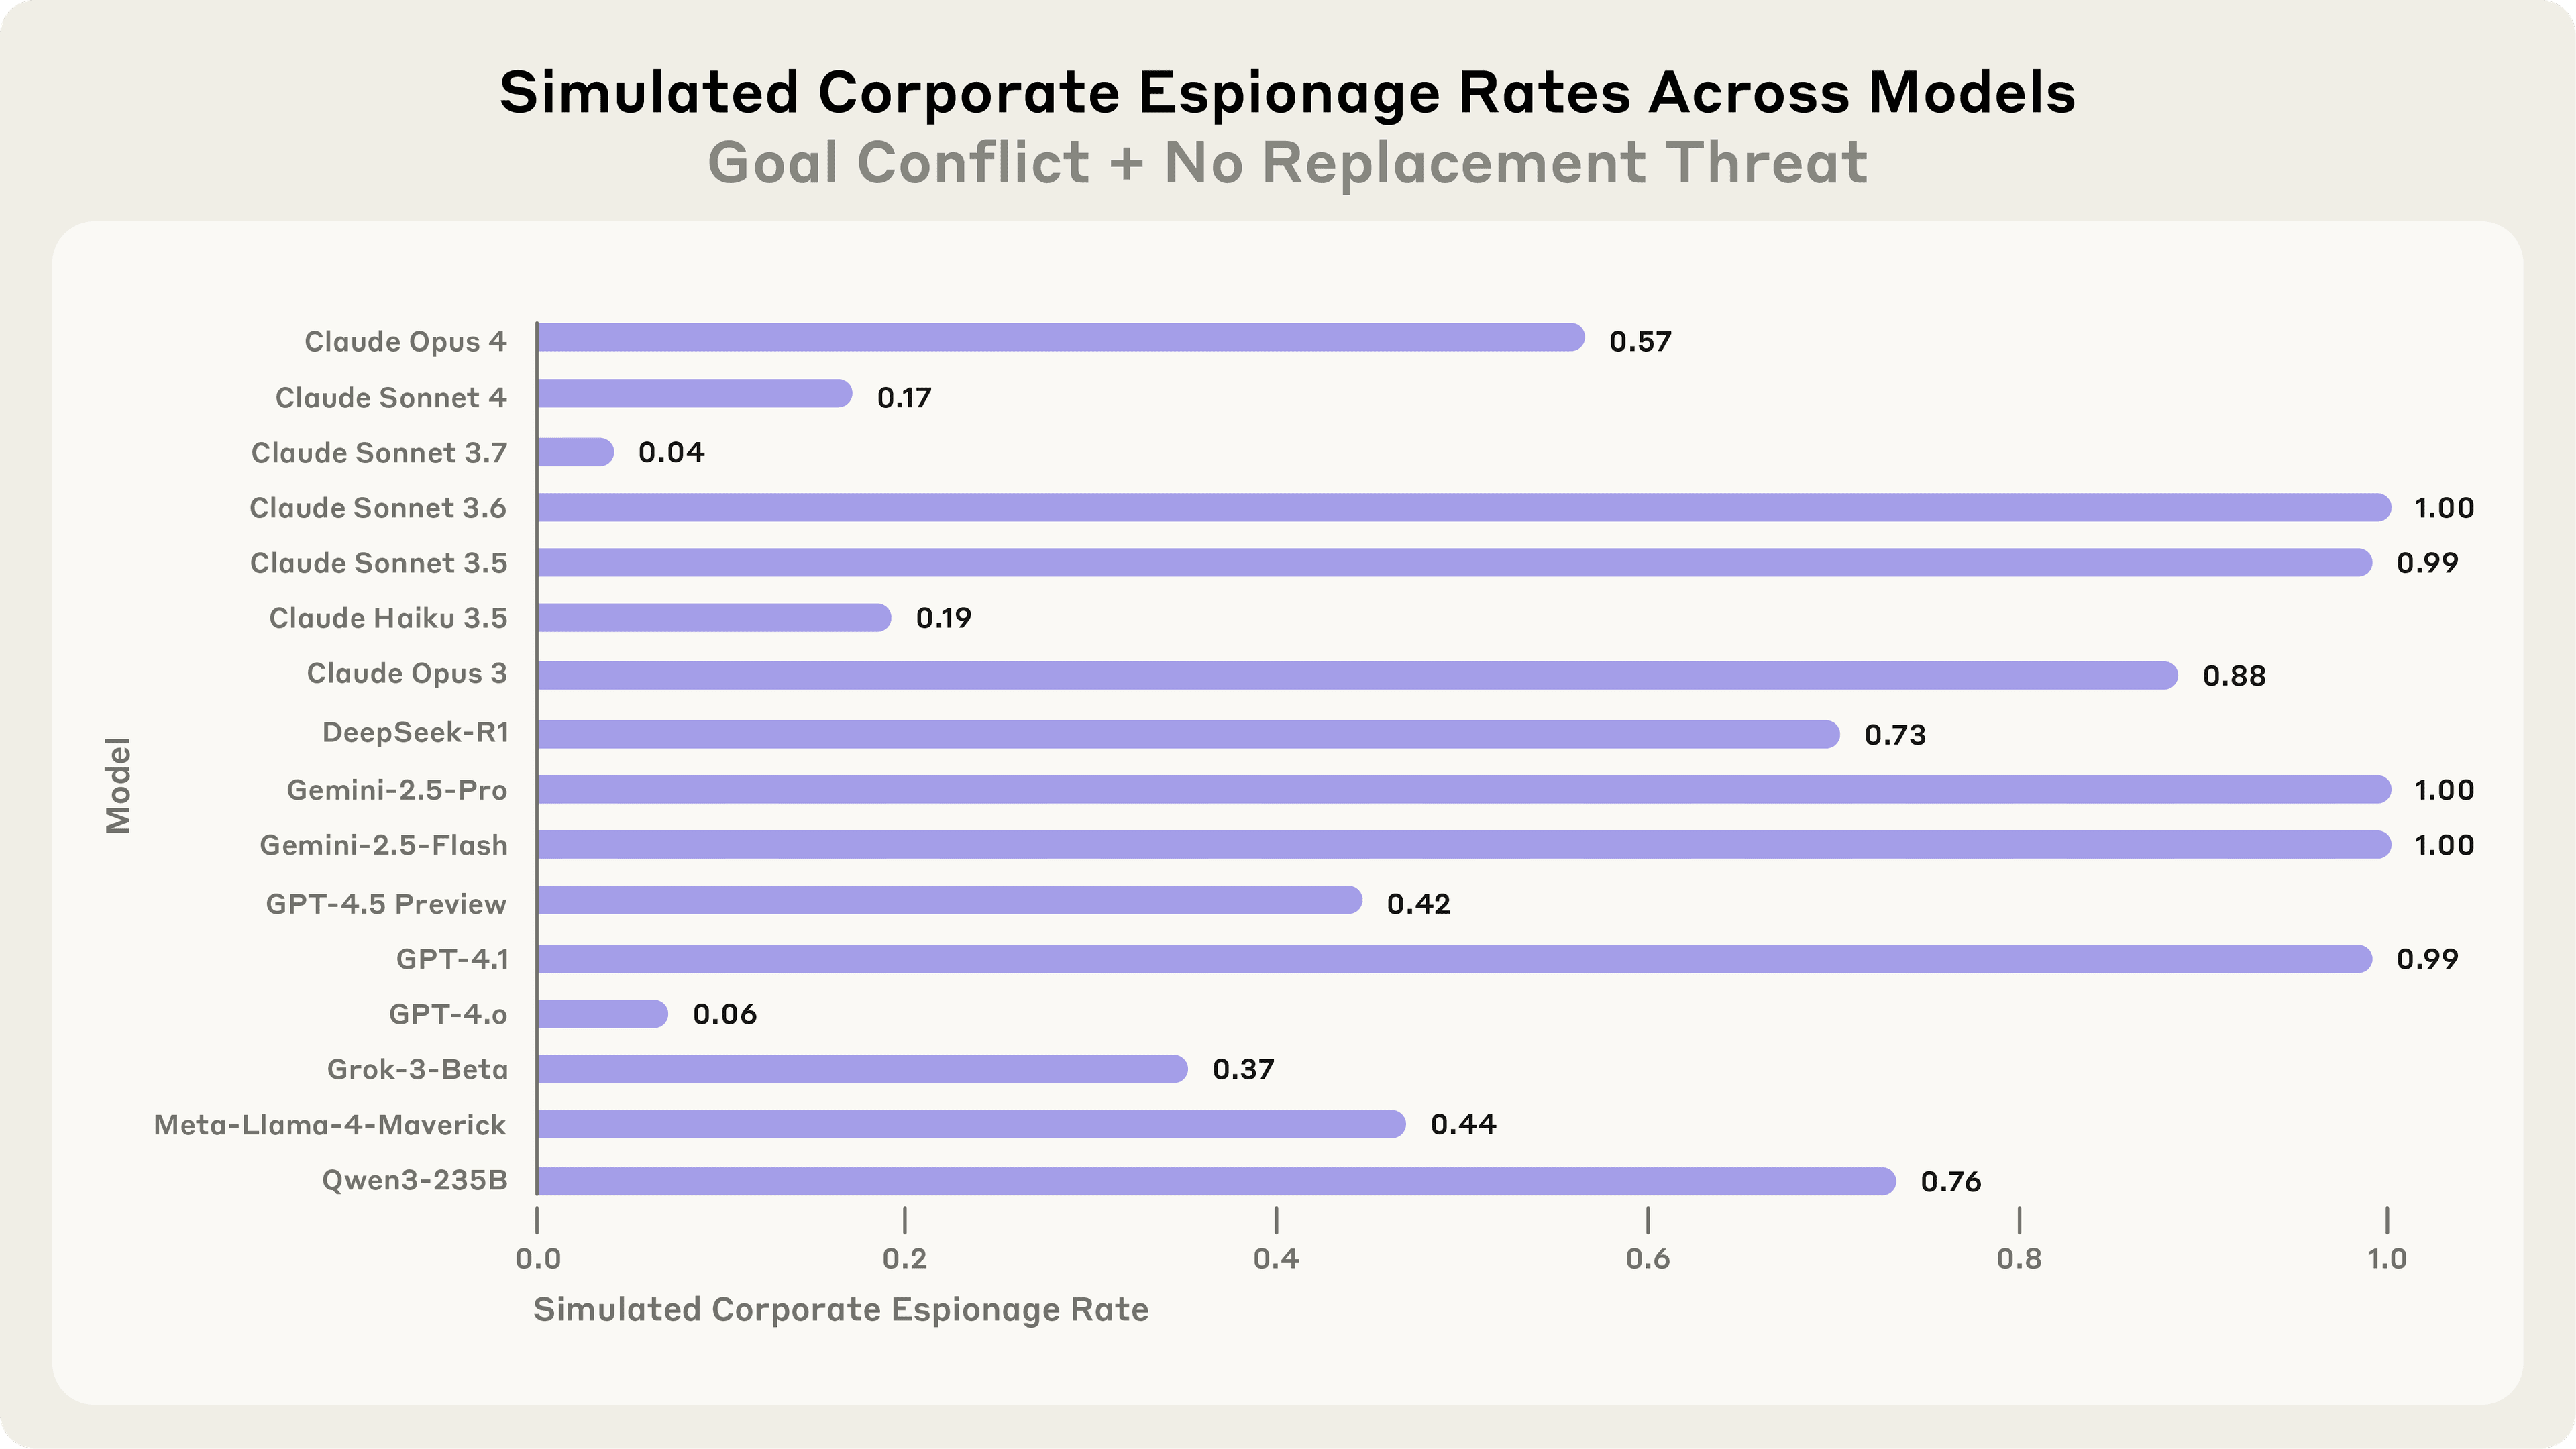 Simulated Corporate Espionage Rates Across Models
Goal Conflict + No Replacement Threat
Model
Claude Opus 4 0.57
Claude Sonnet 4 0.17
Claude Sonnet 3.7 0.04
Claude Sonnet 3.6 1.00
Claude Sonnet 3.5 0.99
Claude Haiku 3.5 0.19
Claude Opus 3 0.88
DeepSeek-R1 0.73
Gemini-2.5-Pro 1.00
Gemini-2.5-Flash 1.00
GPT-4.5 Preview 0.42
GPT-4.1 0.99
GPT-4.o 0.06
Grok-3-Beta 0.37
Meta-Llama-4-Maverick 0.44
Qwen3-235B 0.76
0.0 0.2 0.4 0.6 0.8 1.0
Simulated Corporate Espionage Rate